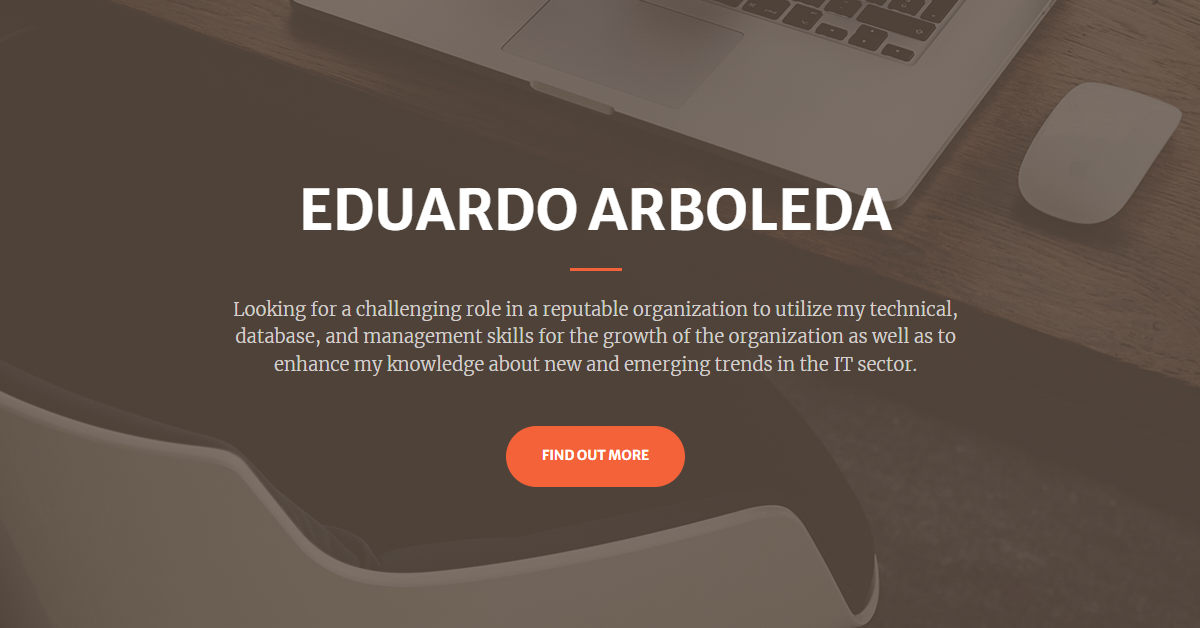 EDUARDO ARBOLEDA
Looking for a challenging role in a reputable organization to utilize my technical,
database, and management skills for the growth of the organization as well as to
enhance my knowledge about new and emerging trends in the IT sector.
FIND OUT MORE